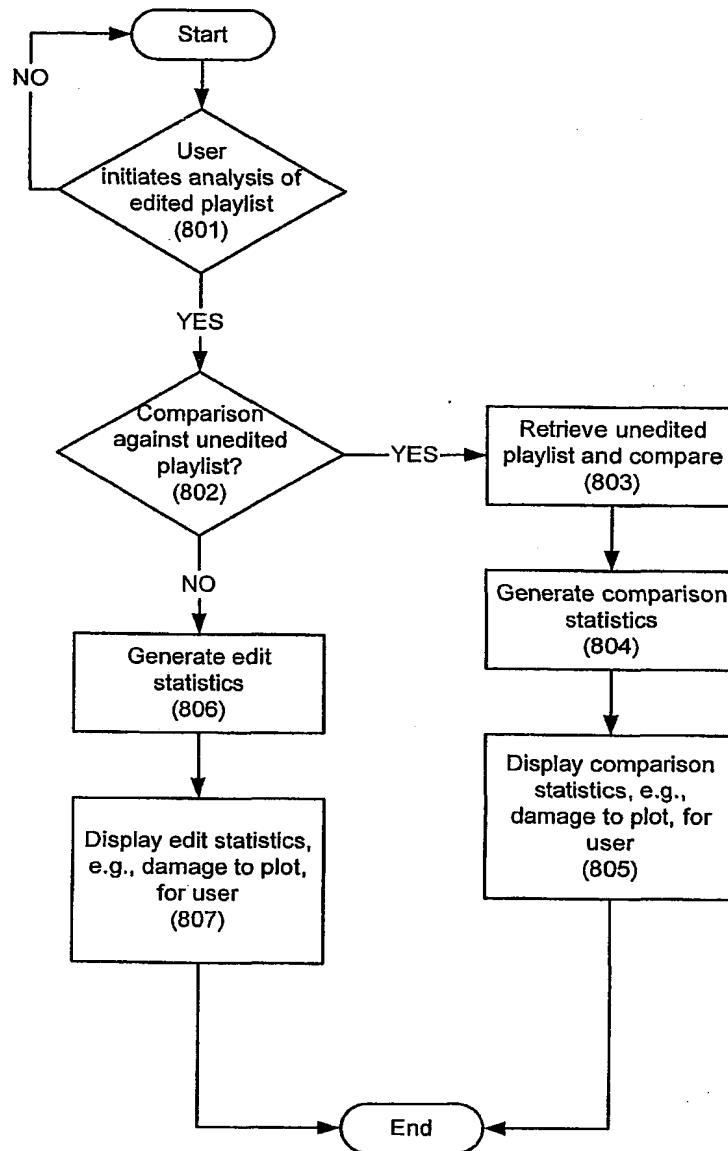 Start
NO
User
initiates analysis of
edited playlist
(801)
YES
Comparison
against unedited
playlist?
(802)
YES
Retrieve unedited
playlist and compare
(803)
NO
Generate comparison
statistics
(804)
Generate edit
statistics
(806)
Display comparison
statistics, e.g.,
damage to plot, for
user
(805)
Display edit statistics,
e.g., damage to plot,
for user
(807)
End